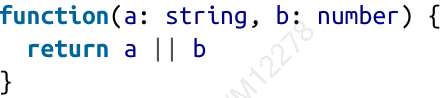 function(a: string, b: number) {
  return a || b
}